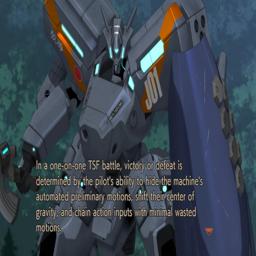 In a one-on-one TSF battle, victory or defeat is
determined by the pilot's ability to hide the machine's
automated preliminary motions, shift their center of
gravity, and chain action inputs with minimal wasted
motions.